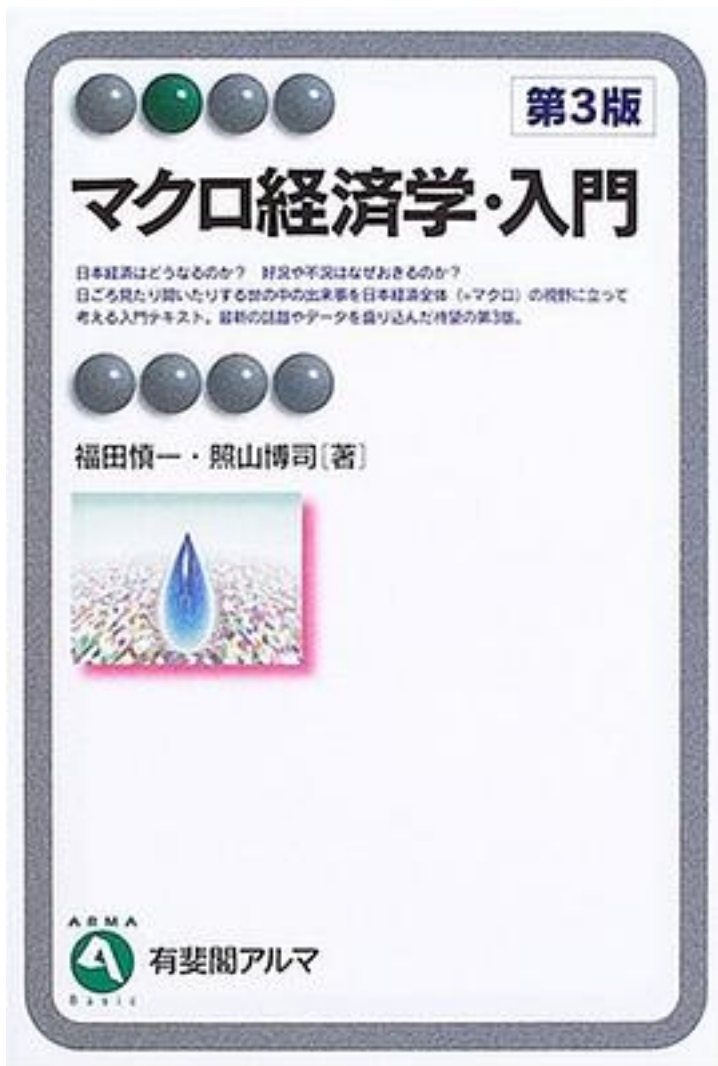 第3版
マクロ経済学・入門
日本経済はどうなるのか？ 好況や不況はなぜおきるのか？
日ごろ見たり聞いたりする世の中の出来事を日本経済全体（=マクロ）の視野に立って
考える入門テキスト。最新の話題やデータを盛り込んだ待望の第3版。
福田慎一・照山博司［著］
ARMA
有斐閣アルマ
Basic